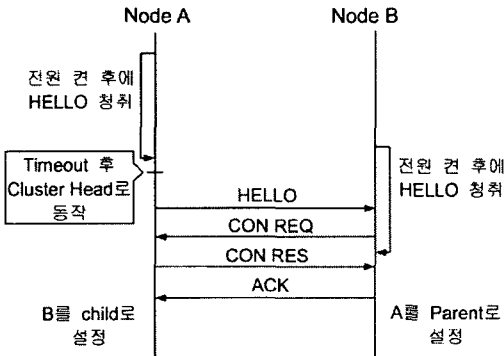 Node A
Node B
전원 켠 후에
HELLO 청취
Timeout 후
Cluster Head로
동작
전원 켠 후에
HELLO 청취
HELLO
CON REQ
CON RES
ACK
B를 child로
설정
A를 Parent로
설정